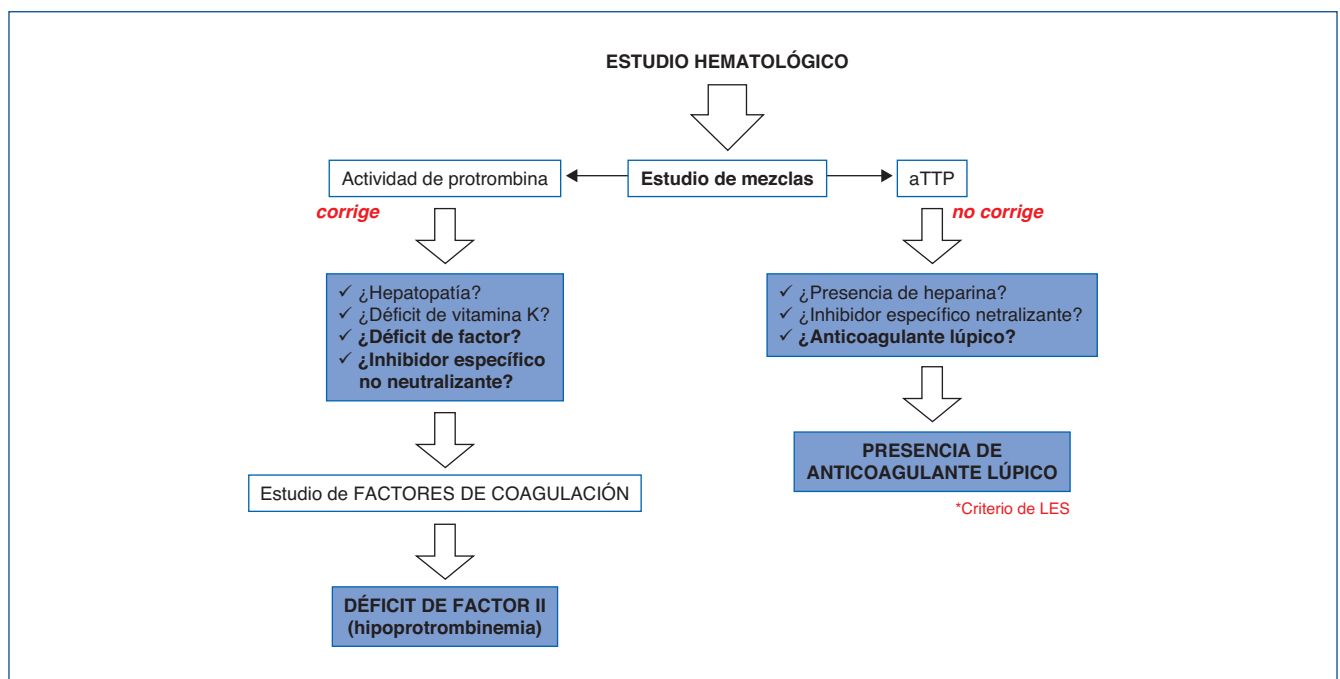 ESTUDIO HEMATOLÓGICO
Actividad de protrombina
Estudio de mezclas
aTTP
corrige
no corrige
✓ ¿Hepatopatía?
✓ ¿Déficit de vitamina K?
✓ ¿Déficit de factor?
✓ ¿Inhibidor específico
no neutralizante?
✓ ¿Presencia de heparina?
✓ ¿Inhibidor específico netralizante?
✓ ¿Anticoagulante lúpico?
PRESENCIA DE
ANTICOAGULANTE LÚPICO
*Criterio de LES
Estudio de FACTORES DE COAGULACIÓN
DÉFICIT DE FACTOR II
(hipoprotrombinemia)